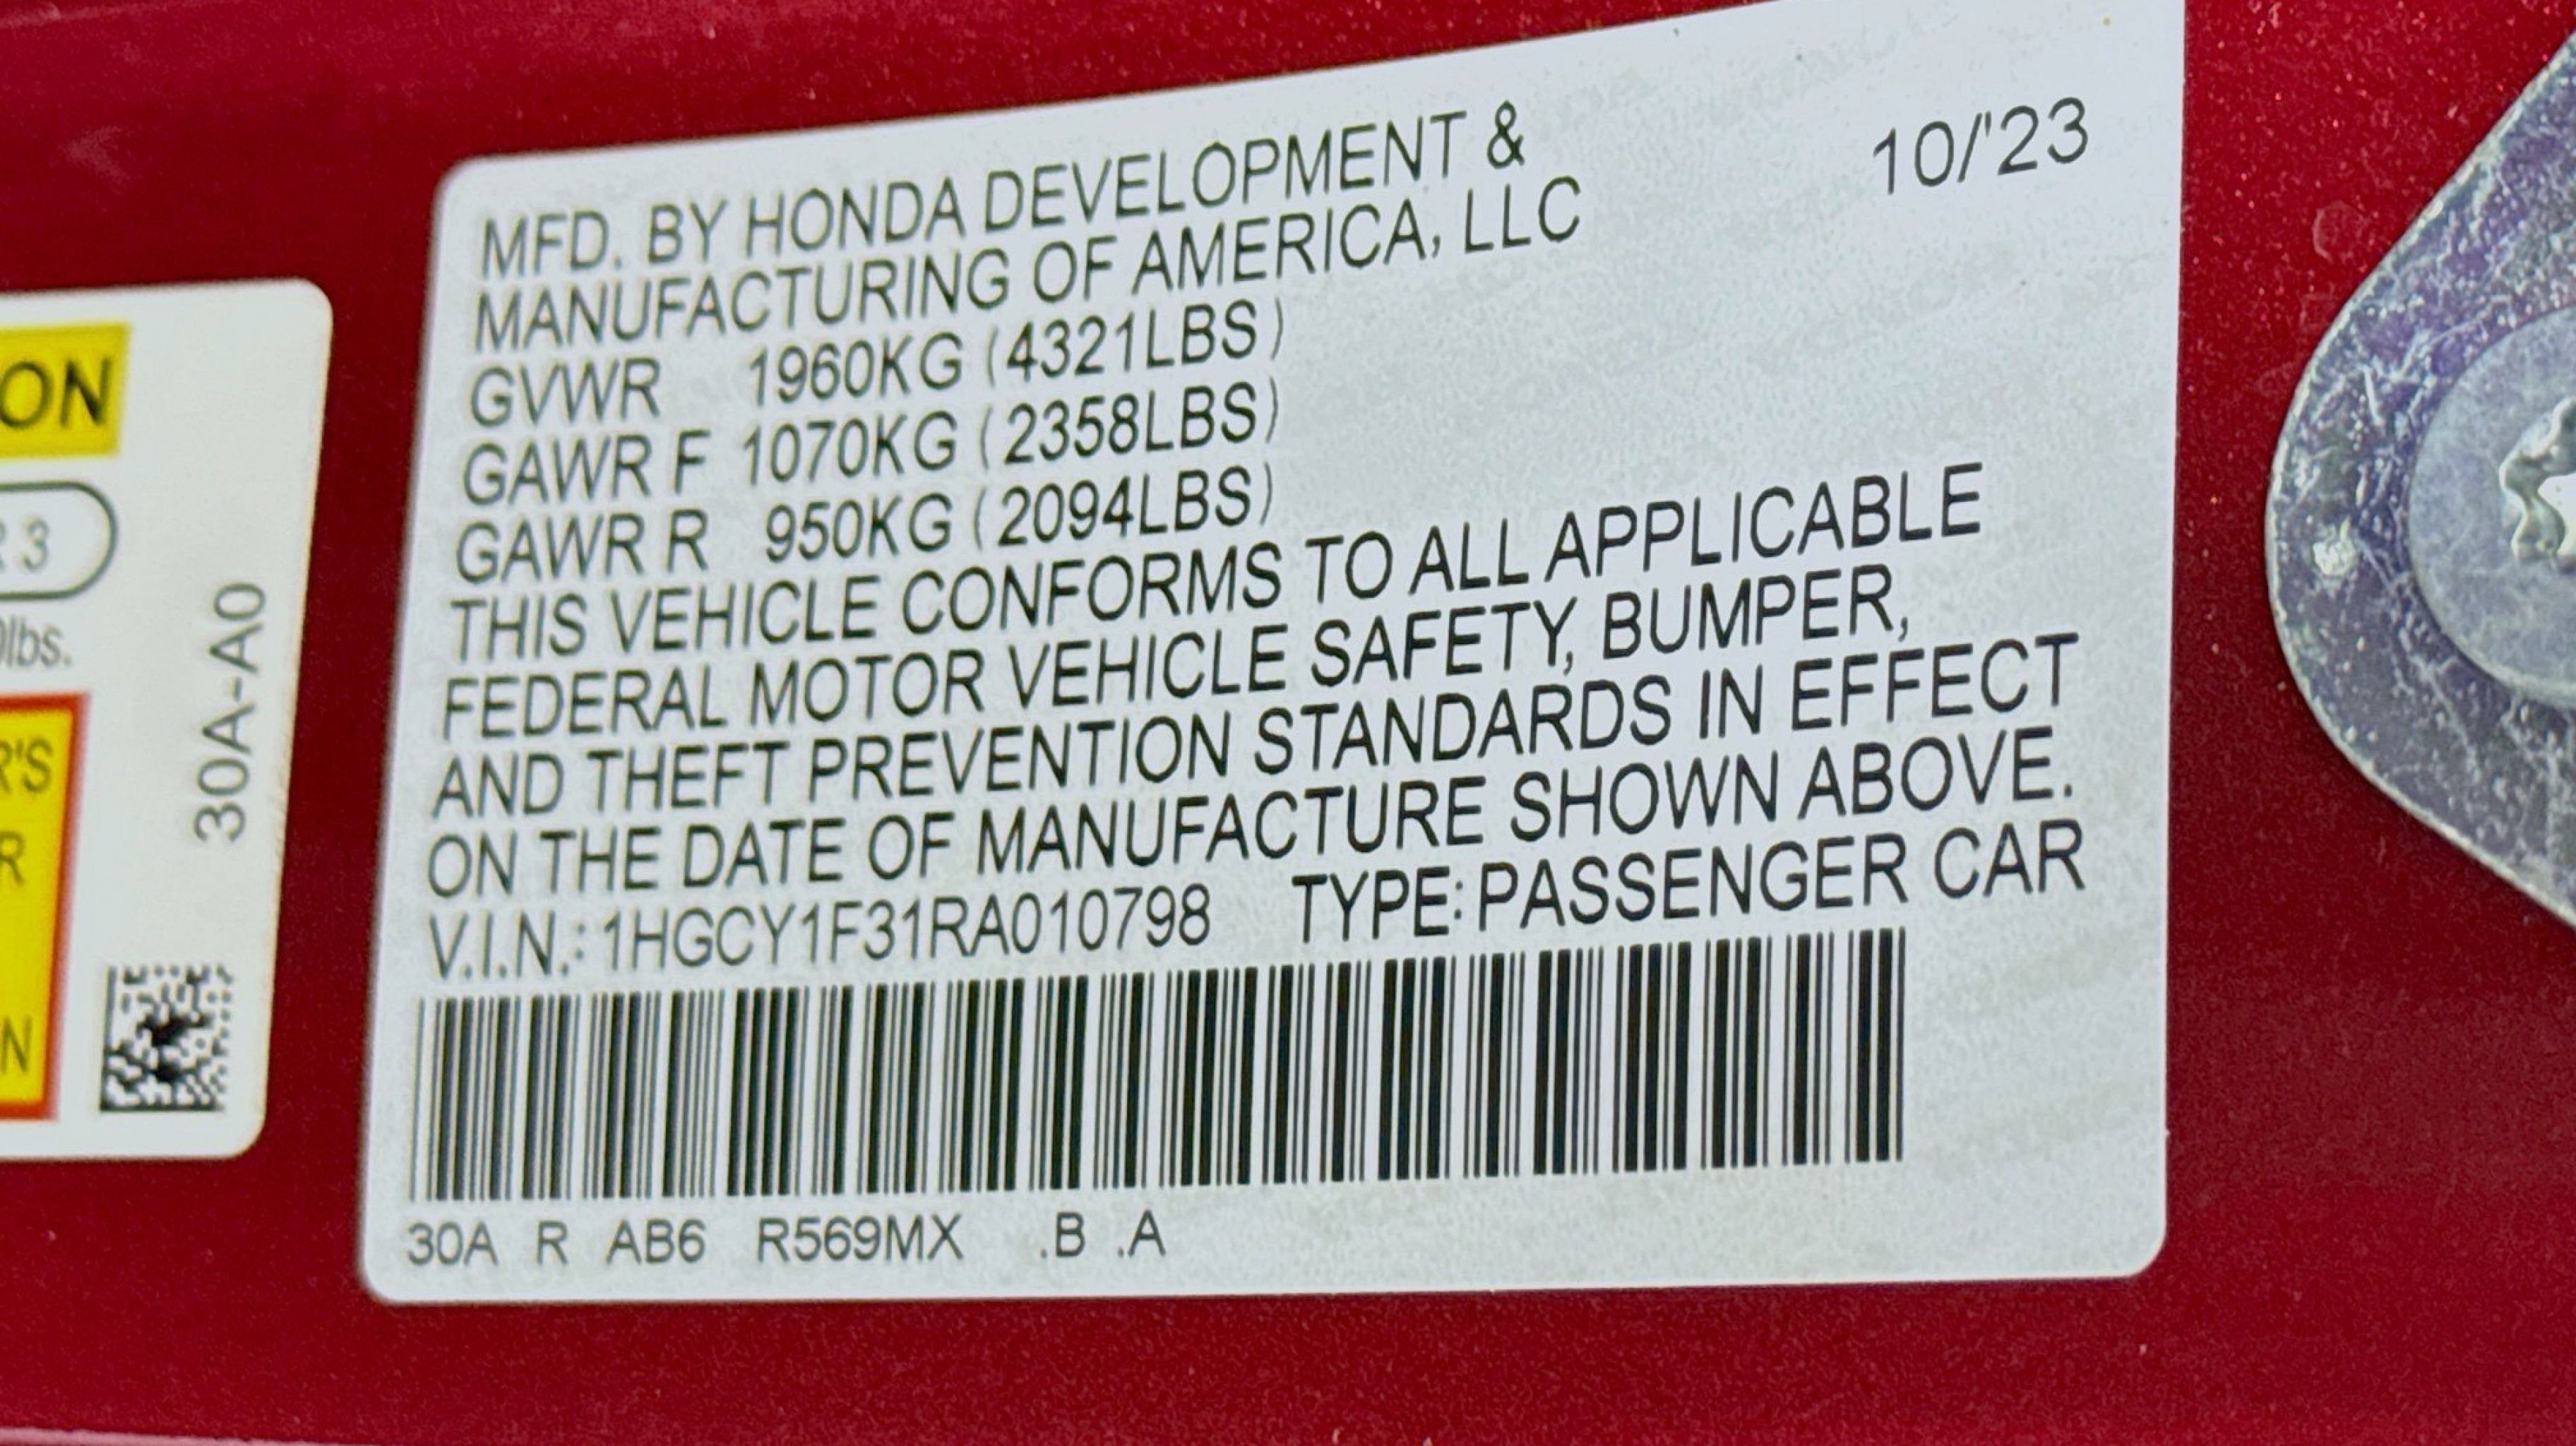 MFD. BY HONDA DEVELOPMENT &
MANUFACTURING OF AMERICA, LLC
10/'23
GVWR 1960KG (4321LBS)
GAWR F 1070KG (2358LBS)
GAWR R 950KG (2094LBS)
THIS VEHICLE CONFORMS TO ALL APPLICABLE
FEDERAL MOTOR VEHICLE SAFETY, BUMPER,
AND THEFT PREVENTION STANDARDS IN EFFECT
ON THE DATE OF MANUFACTURE SHOWN ABOVE.
V.I.N.: 1HGCY1F31RA010798 TYPE: PASSENGER CAR
30A R AB6 R569MX .B .A
ON
3
lbs.
R'S
R
N
30A-A0